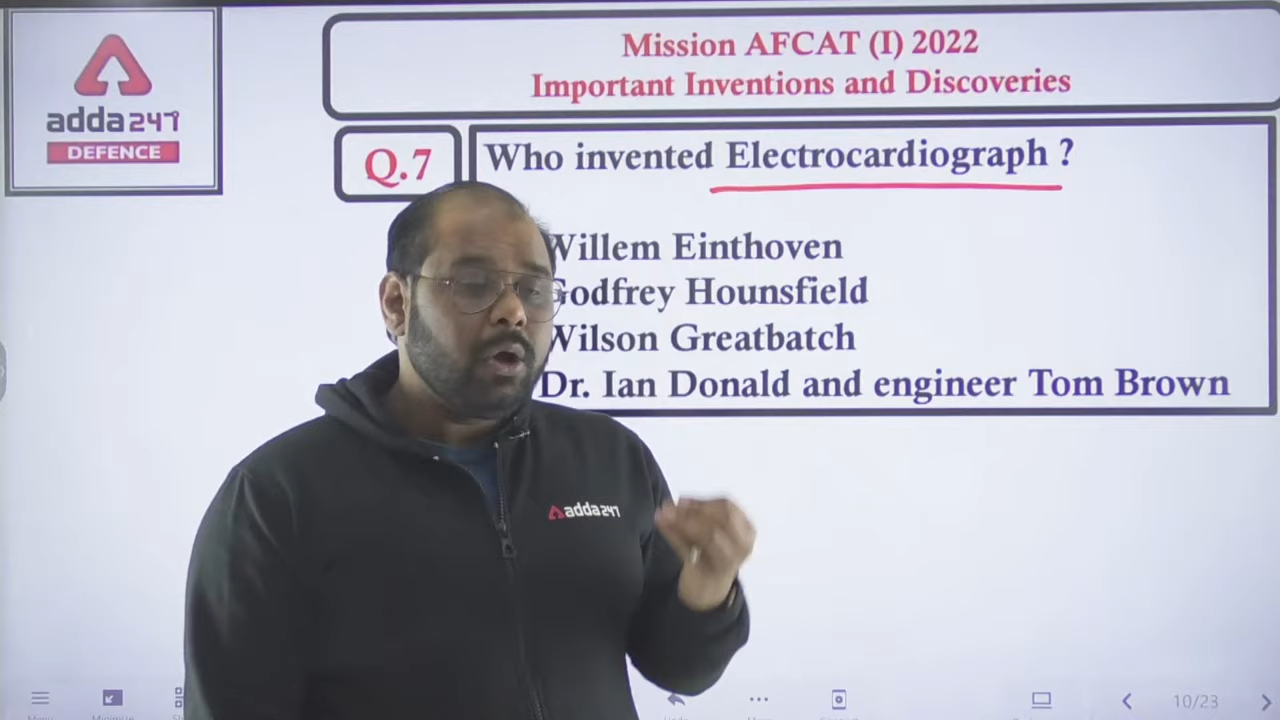 Mission AFCAT (I) 2022
Important Inventions and Discoveries
adda247
DEFENCE
Q.7
Who invented Electrocardiograph ?
Willem Einthoven
Godfrey Hounsfield
Wilson Greatbatch
Dr. Ian Donald and engineer Tom Brown
adda247
10/23